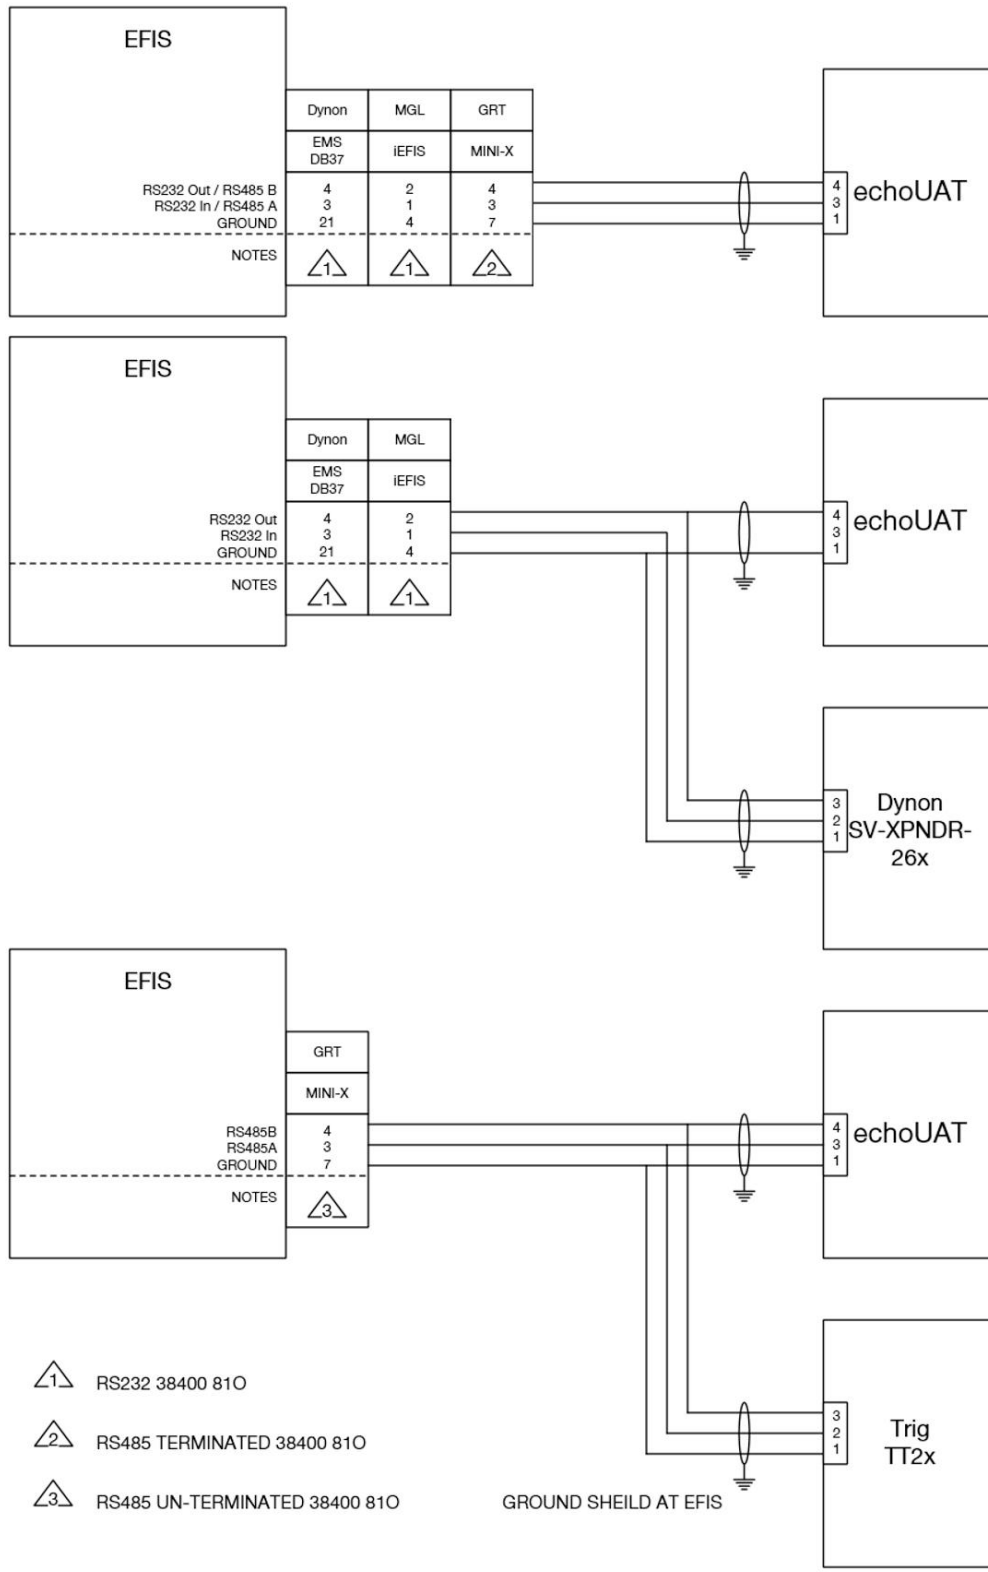 EFIS
Dynon MGL GRT
EMS DB37 iEFIS MINI-X
RS232 Out / RS485 B 4 2 4
RS232 In / RS485 A 3 1 3
GROUND 21 4 7
NOTES 1 1 2
4
3
1
echoUAT
EFIS
Dynon MGL
EMS DB37 iEFIS
RS232 Out 4 2
RS232 In 3 1
GROUND 21 4
NOTES 1 1
4
3
1
echoUAT
3
2
1
Dynon
SV-XPNDR-
26x
EFIS
GRT
MINI-X
RS485B 4
RS485A 3
GROUND 7
NOTES 3
4
3
1
echoUAT
3
2
1
Trig
TT2x
1 RS232 38400 81O
2 RS485 TERMINATED 38400 81O
3 RS485 UN-TERMINATED 38400 81O
GROUND SHEILD AT EFIS